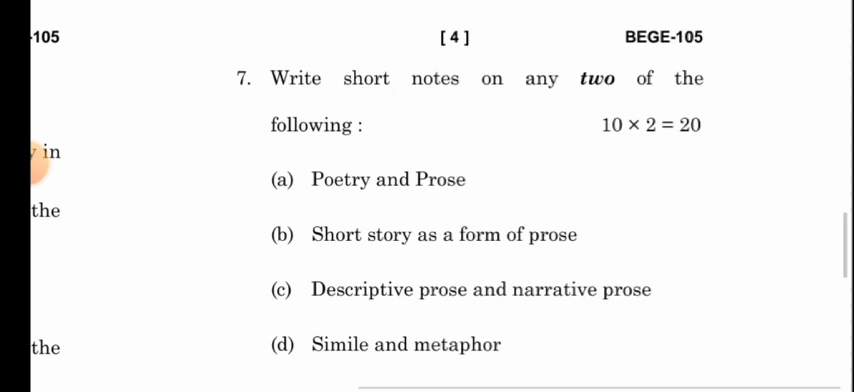 -105
[ 4 ] BEGE-105
7. Write short notes on any two of the
following : 10 × 2 = 20
in
(a) Poetry and Prose
the
(b) Short story as a form of prose
(c) Descriptive prose and narrative prose
the
(d) Simile and metaphor